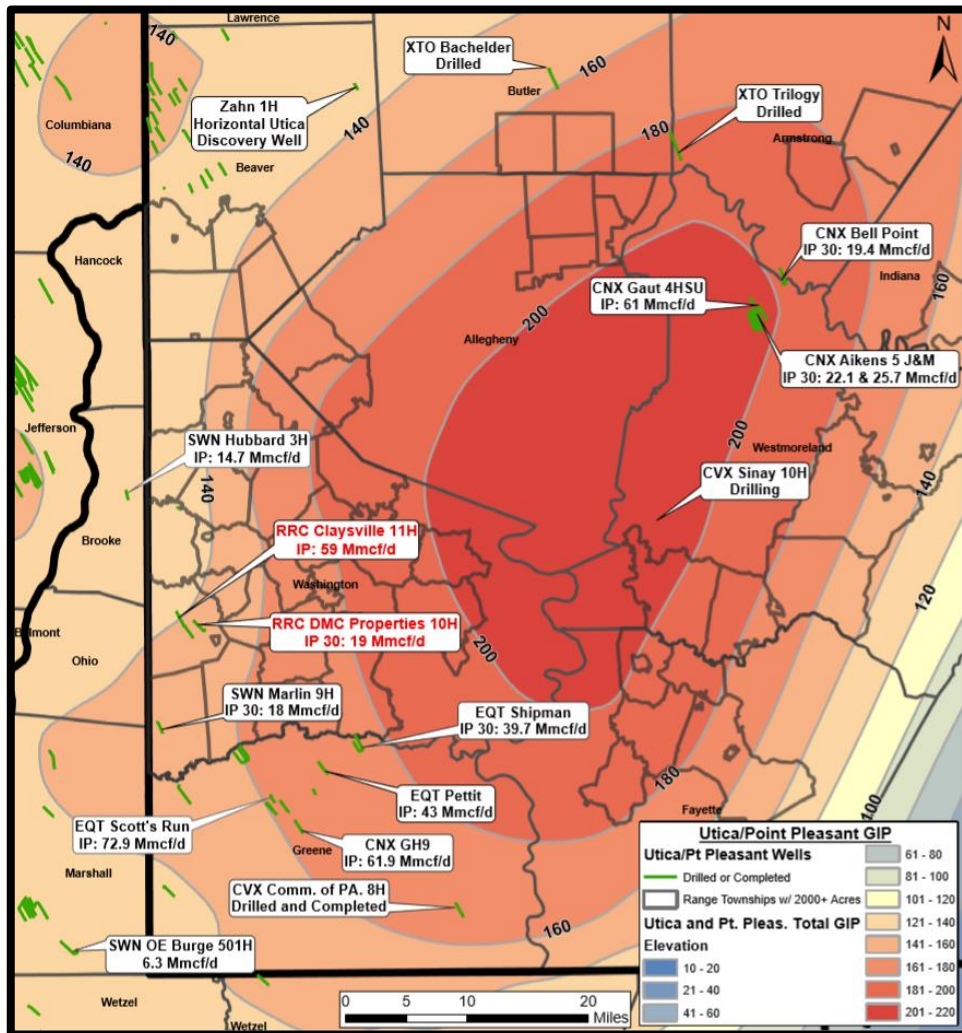 Lawrence
140
XTO Bachelder
Drilled
160
N
Butler
XTO Trilogy
Drilled
Zahn 1H
Horizontal Utica
Discovery Well
140
180
Armstrong
Columbiana
140
Beaver
Hancock
CNX Bell Point
IP 30: 19.4 Mmcf/d
Indiana
160
CNX Gaut 4HSU
IP: 61 Mmcf/d
200
Allegheny
CNX Aikens 5 J&M
IP 30: 22.1 & 25.7 Mmcf/d
Jefferson
200
Westmoreland
SWN Hubbard 3H
IP: 14.7 Mmcf/d
140
140
CVX Sinay 10H
Drilling
Brooke
RRC Claysville 11H
IP: 59 Mmcf/d
Washington
120
RRC DMC Properties 10H
IP 30: 19 Mmcf/d
Belmont
Ohio
200
SWN Marlin 9H
IP 30: 18 Mmcf/d
EQT Shipman
IP 30: 39.7 Mmcf/d
180
EQT Pettit
IP: 43 Mmcf/d
Fayette
100
EQT Scott's Run
IP: 72.9 Mmcf/d
CNX GH9
IP: 61.9 Mmcf/d
Greene
Marshall
CVX Comm. of PA. 8H
Drilled and Completed
160
SWN OE Burge 501H
6.3 Mmcf/d
Wetzel
Wetzel
0 5 10 20
Miles
Utica/Point Pleasant GIP
Utica/Pt Pleasant Wells
Drilled or Completed
Range Townships w/ 2000+ Acres
Utica and Pt. Pleas. Total GIP
Elevation
10 - 20
21 - 40
41 - 60
61 - 80
81 - 100
101 - 120
121 - 140
141 - 160
161 - 180
181 - 200
201 - 220